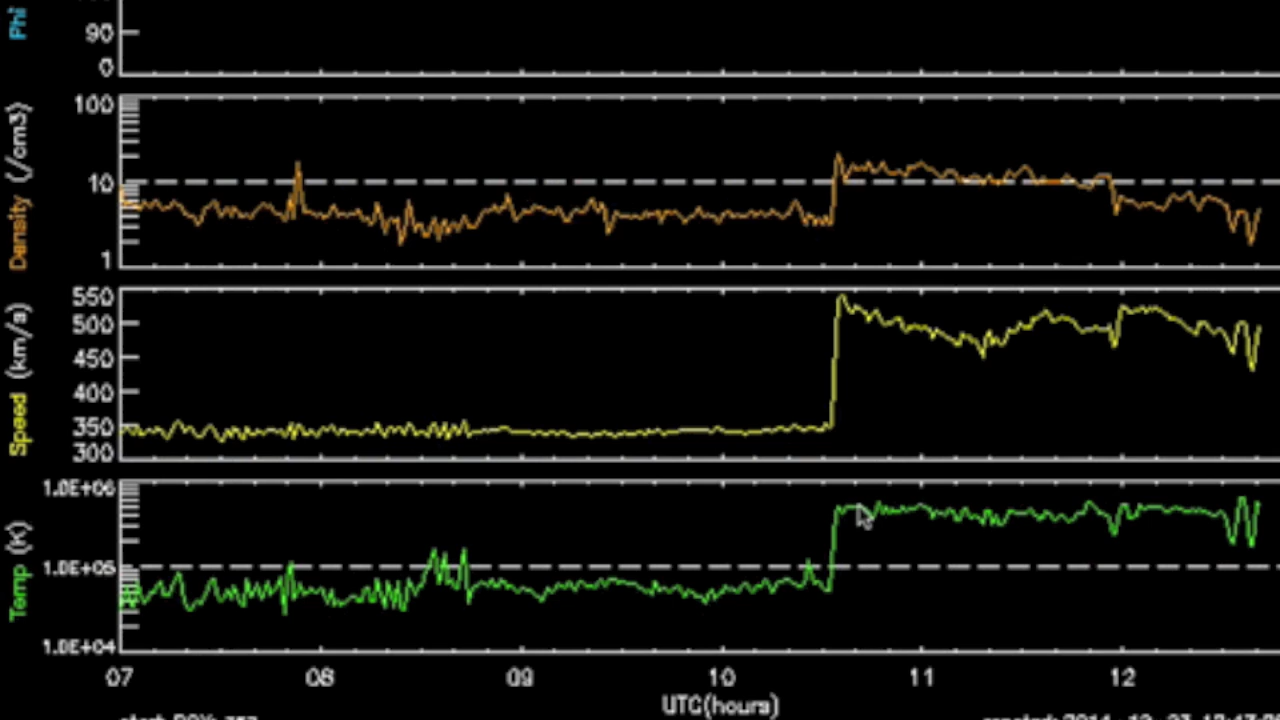 Phi
90
0
Density (/cm3)
100
10
1
Speed (km/s)
550
500
450
400
350
300
Temp (K)
1.0E+06
1.0E+05
1.0E+04
07 08 09 10 11 12
UTC(hours)